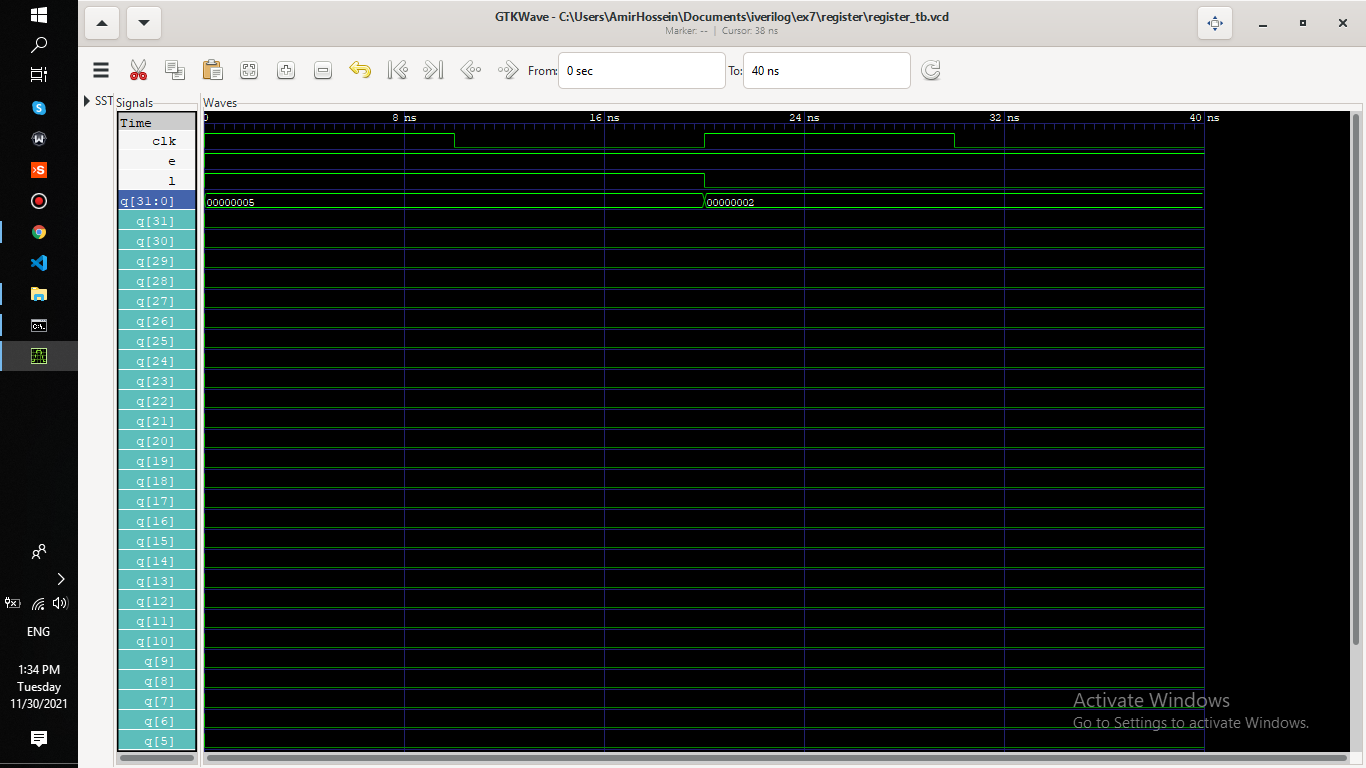 GTKWave - C:\Users\AmirHossein\Documents\iverilog\ex7\register\register_tb.vcd
Marker: -- | Cursor: 38 ns
From: 0 sec To: 40 ns
SST
Signals
Waves
Time
0 8 ns 16 ns 24 ns 32 ns 40 ns
clk
e
l
q[31:0] 00000005 00000002
q[31]
q[30]
q[29]
q[28]
q[27]
q[26]
q[25]
q[24]
q[23]
q[22]
q[21]
q[20]
q[19]
q[18]
q[17]
q[16]
q[15]
q[14]
q[13]
q[12]
q[11]
q[10]
q[9]
q[8]
q[7]
q[6]
q[5]
Activate Windows
Go to Settings to activate Windows.
ENG
1:34 PM
Tuesday
11/30/2021